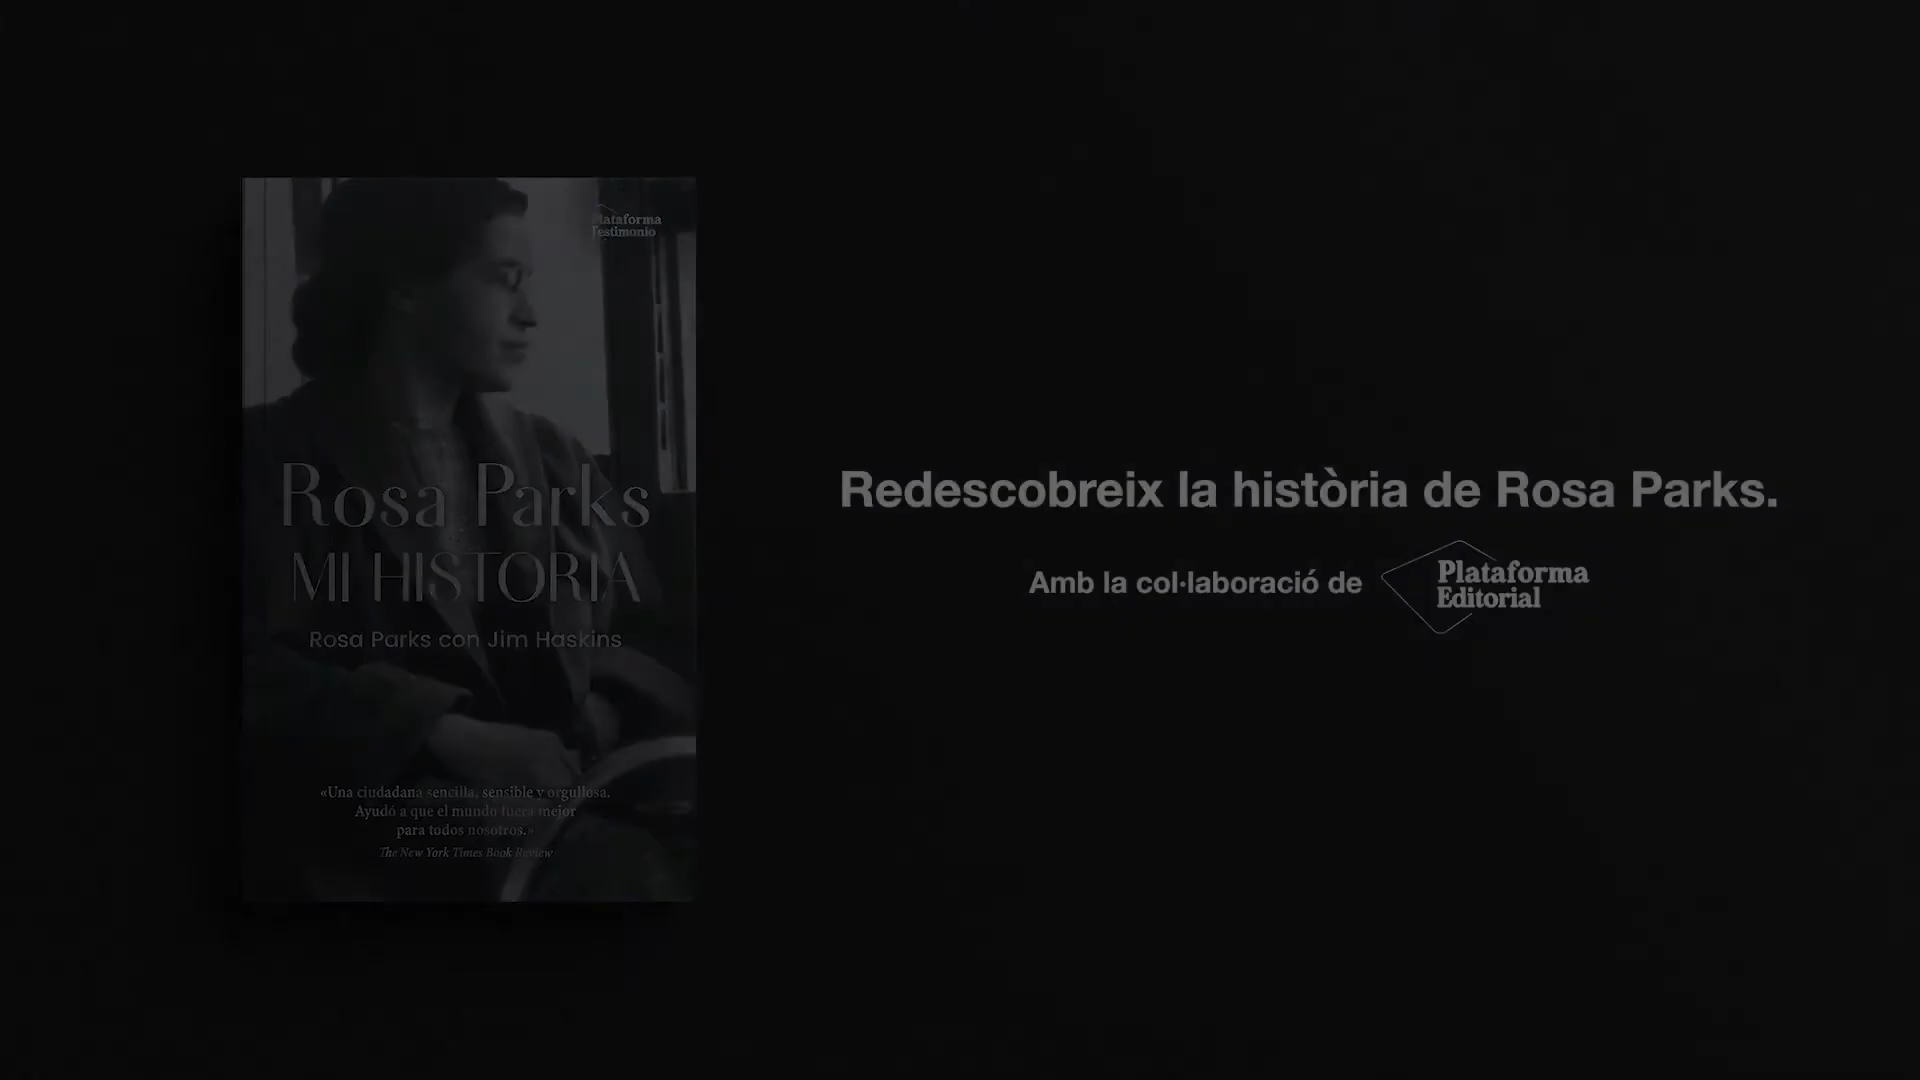 Plataforma
Testimonio
Rosa Parks
MI HISTORIA
Rosa Parks con Jim Haskins
«Una ciudadana sencilla, sensible y orgullosa.
Ayudó a que el mundo fuera mejor
para todos nosotros.»
The New York Times Book Review
Redescobreix la història de Rosa Parks.
Amb la col·laboració de
Plataforma
Editorial